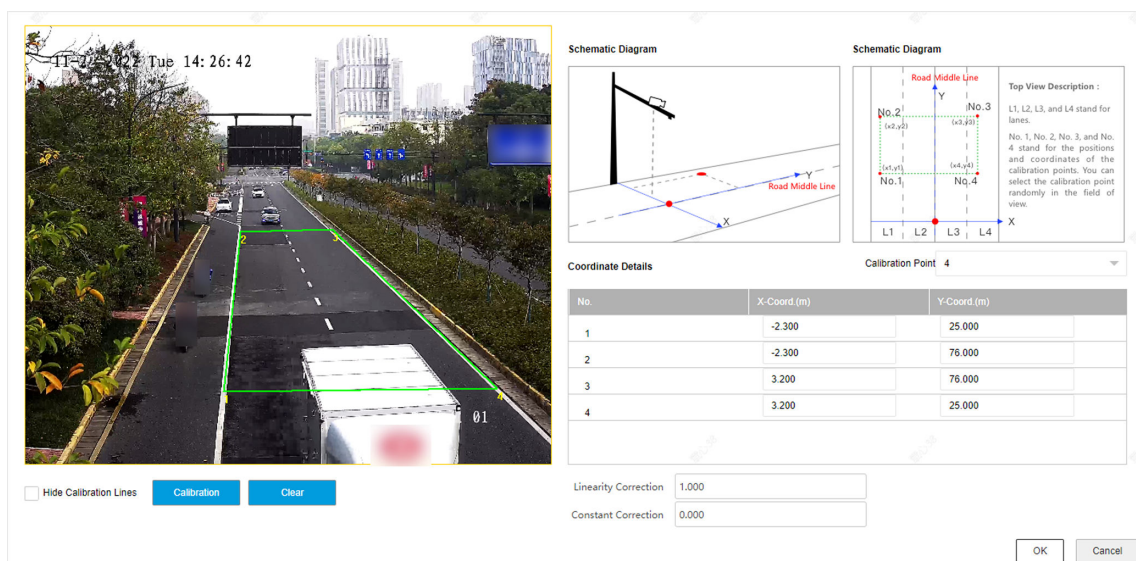 11-22-2022 Tue 14:26:42
2
3
1
4
01
Hide Calibration Lines
Calibration
Clear
Schematic Diagram
Y
Road Middle Line
X
Schematic Diagram
Road Middle Line
Y
No.2
No.3
(x2,y2)
(x3,y3)
(x1,y1)
(x4,y4)
No.1
No.4
X
L1
L2
L3
L4
Top View Description :
L1, L2, L3, and L4 stand for
lanes.
No. 1, No. 2, No. 3, and No.
4 stand for the positions
and coordinates of the
calibration points. You can
select the calibration point
randomly in the field of
view.
Coordinate Details
Calibration Point 4
No. X-Coord.(m) Y-Coord.(m)
1 -2.300 25.000
2 -2.300 76.000
3 3.200 76.000
4 3.200 25.000
Linearity Correction 1.000
Constant Correction 0.000
OK
Cancel